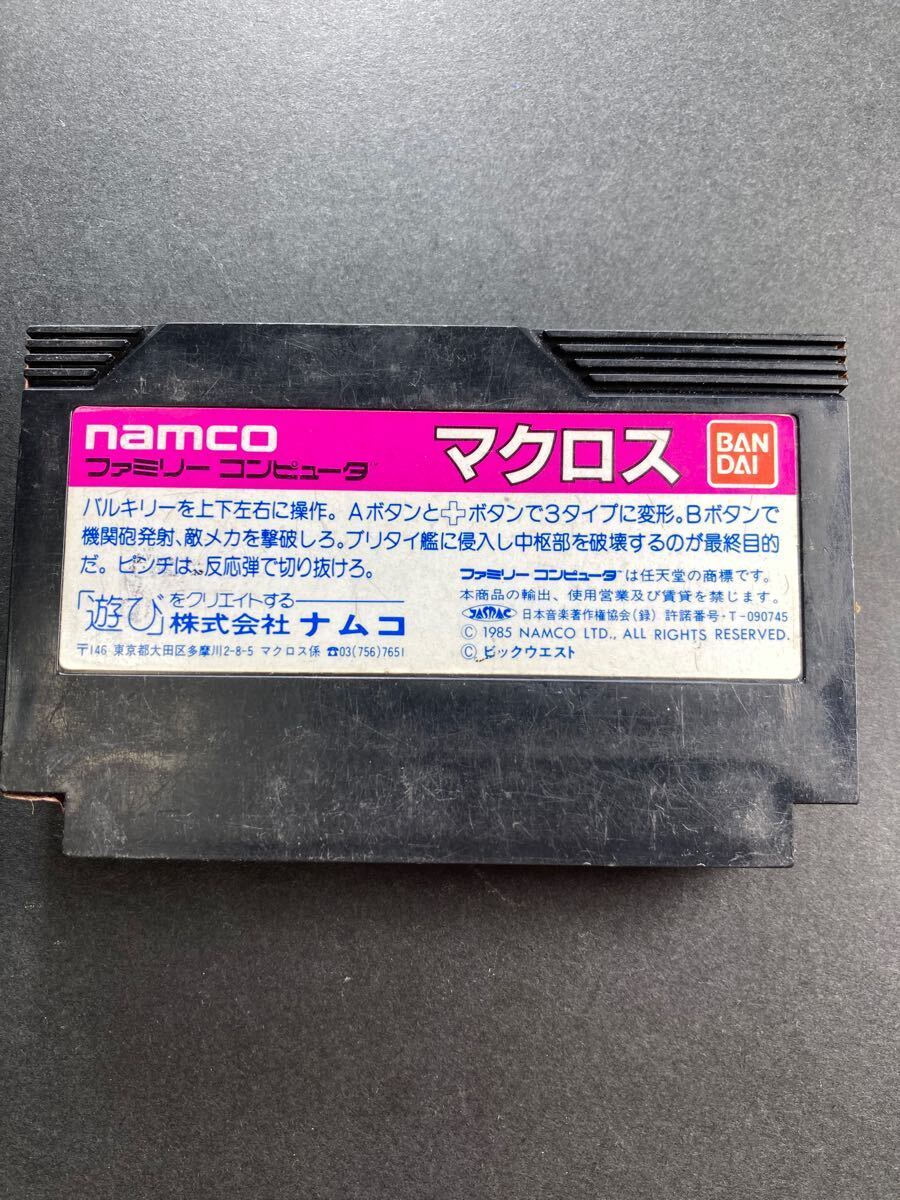 namco
ファミリー コンピュータ™
マクロス
BAN
DAI
バルキリーを上下左右に操作。Aボタンと✚ボタンで3タイプに変形。Bボタンで
機関砲発射、敵メカを撃破しろ。ブリタイ艦に侵入し中枢部を破壊するのが最終目的
だ。ピンチは、反応弾で切り抜けろ。
「遊び」をクリエイトする
株式会社 ナムコ
〒146 東京都大田区多摩川2-8-5 マクロス係 ☎03(756)7651
ファミリー コンピュータ™ は任天堂の商標です。
本商品の輸出、使用営業及び賃貸を禁じます。
JASRAC 日本音楽著作権協会(録) 許諾番号・T-090745
© 1985 NAMCO LTD., ALL RIGHTS RESERVED.
© ビックウエスト